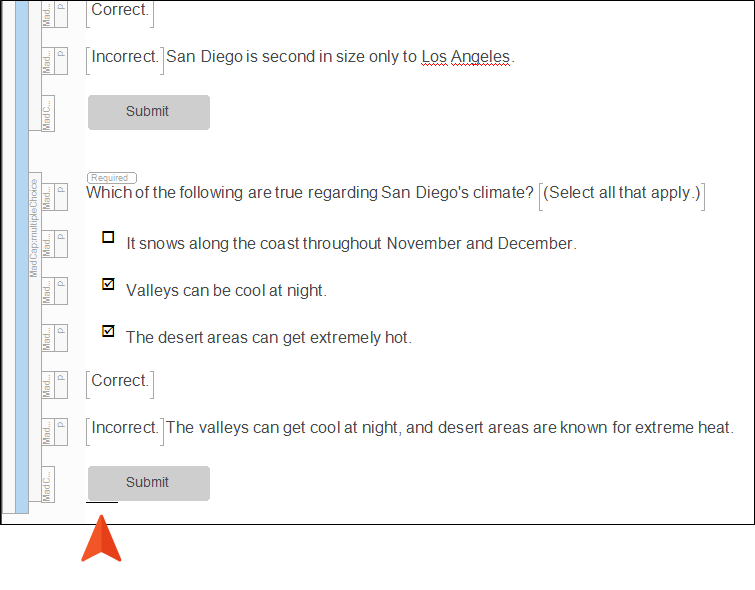 Mad... p Correct.
Mad... p Incorrect. San Diego is second in size only to Los Angeles.
MadC... Submit
Required
MadCap:multipleChoice
Mad... p Which of the following are true regarding San Diego's climate? (Select all that apply.)
Mad... p It snows along the coast throughout November and December.
Mad... p Valleys can be cool at night.
Mad... p The desert areas can get extremely hot.
Mad... p Correct.
Mad... p Incorrect. The valleys can get cool at night, and desert areas are known for extreme heat.
MadC... Submit